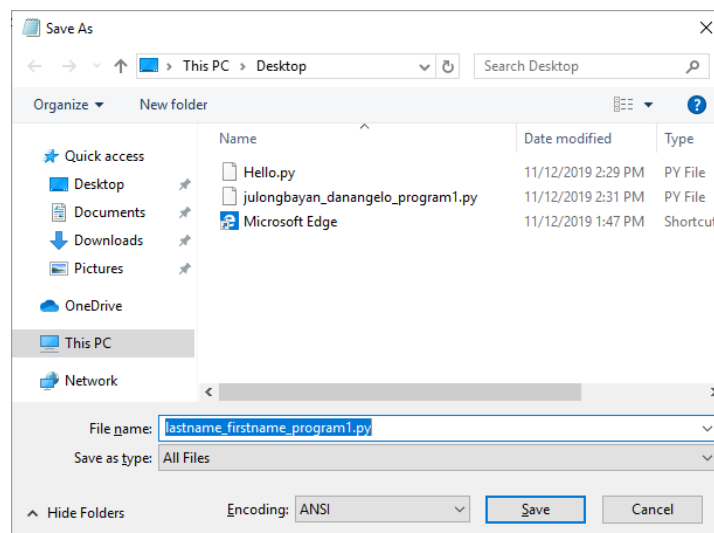 Save As
This PC > Desktop
Search Desktop
Organize
New folder
Name
Date modified
Type
Quick access
Desktop
Documents
Downloads
Pictures
OneDrive
This PC
Network
Hello.py 11/12/2019 2:29 PM PY File
julongbayan_danangelo_program1.py 11/12/2019 2:31 PM PY File
Microsoft Edge 11/12/2019 1:47 PM Shortcut
File name: lastname_firstname_program1.py
Save as type: All Files
Hide Folders
Encoding: ANSI
Save
Cancel